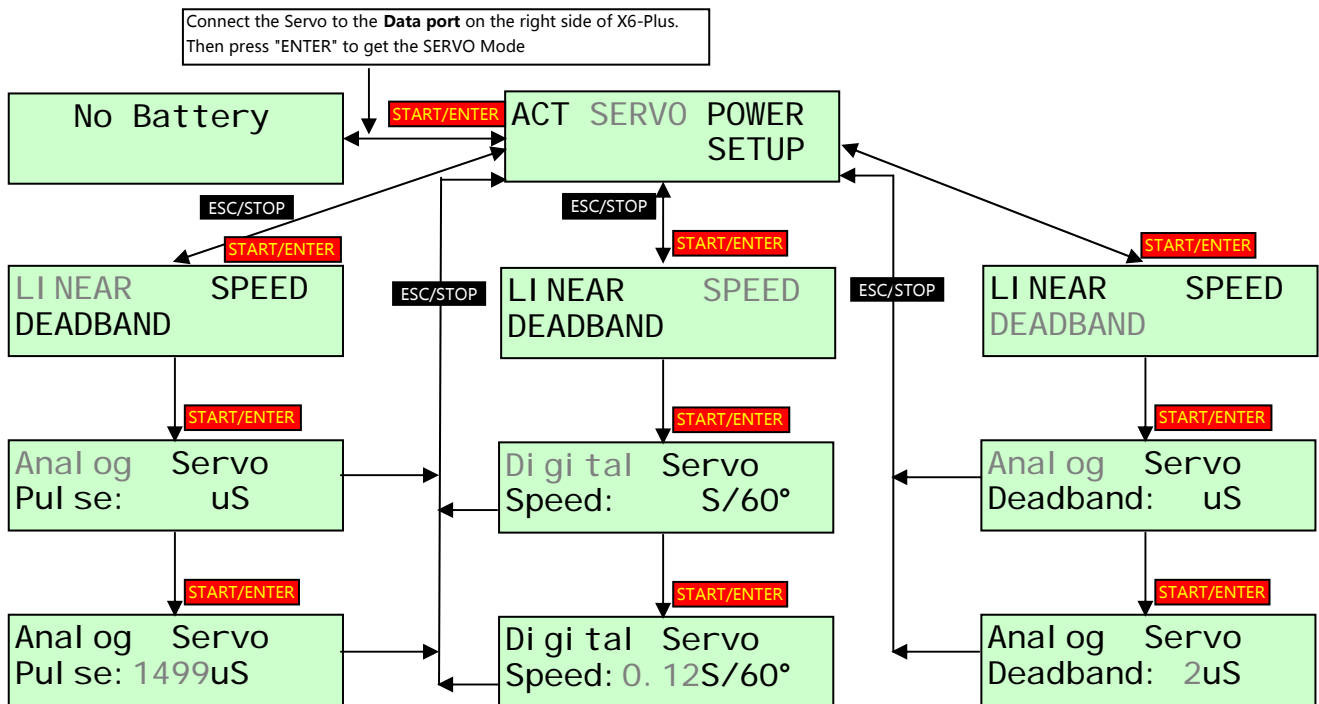 Connect the Servo to the Data port on the right side of X6-Plus.
Then press "ENTER" to get the SERVO Mode
No Battery
START/ENTER
ACT SERVO POWER
SETUP
ESC/STOP
START/ENTER
ESC/STOP
START/ENTER
START/ENTER
LINEAR SPEED
DEADBAND
ESC/STOP
LINEAR SPEED
DEADBAND
ESC/STOP
LINEAR SPEED
DEADBAND
START/ENTER
START/ENTER
START/ENTER
Analog Servo
Pulse: uS
Digital Servo
Speed: S/60°
Analog Servo
Deadband: uS
START/ENTER
START/ENTER
START/ENTER
Analog Servo
Pulse:1499uS
Digital Servo
Speed:0.12S/60°
Analog Servo
Deadband: 2uS